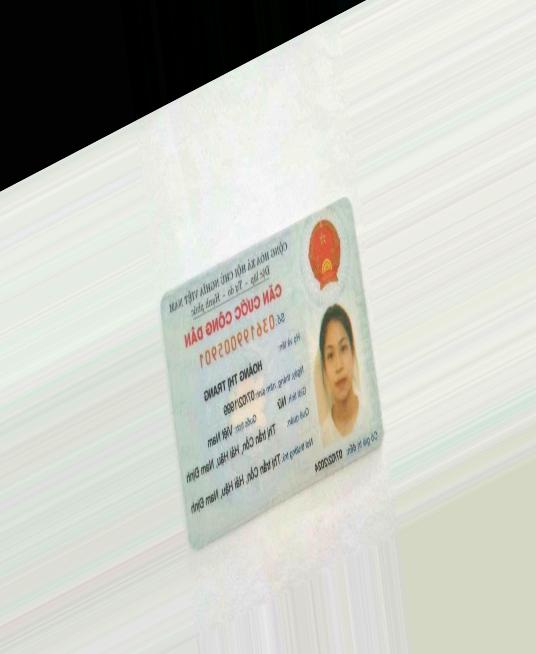 CỘNG HÒA XÃ HỘI CHỦ NGHĨA VIỆT NAM
Độc lập - Tự do - Hạnh phúc
CĂN CƯỚC CÔNG DÂN
Số: 036199005901
Họ và tên:
HOÀNG THỊ TRANG
Ngày, tháng, năm sinh: 07/02/1999
Giới tính: Nữ Quốc tịch: Việt Nam
Quê quán:
Thị trấn Cồn, Hải Hậu, Nam Định
Nơi thường trú: Thị trấn Cồn, Hải Hậu, Nam Định
Có giá trị đến: 07/02/2024